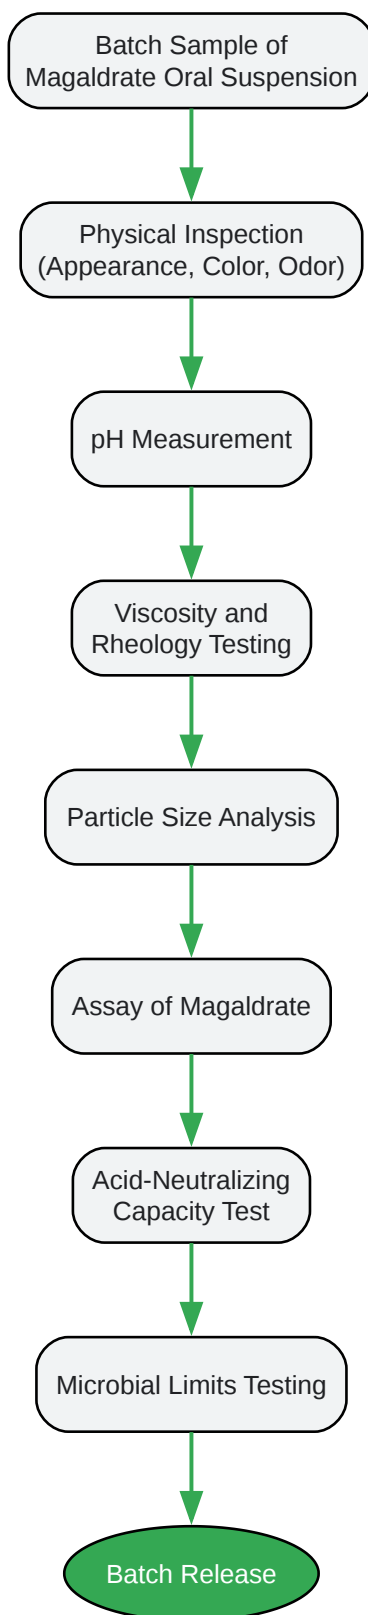 Batch Sample of
Magaldrate Oral Suspension
Physical Inspection
(Appearance, Color, Odor)
pH Measurement
Viscosity and
Rheology Testing
Particle Size Analysis
Assay of Magaldrate
Acid-Neutralizing
Capacity Test
Microbial Limits Testing
Batch Release